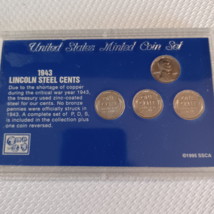 United States Minted Coin Set
1943
LINCOLN STEEL CENTS
Due to the shortage of copper
during the critical war year 1943,
the treasury used zinc-coated
steel for our cents. No bronze
pennies were officially struck in
1943. A complete set of P, D, S,
is included in the collection plus
one coin reversed.
©1995 SSCA